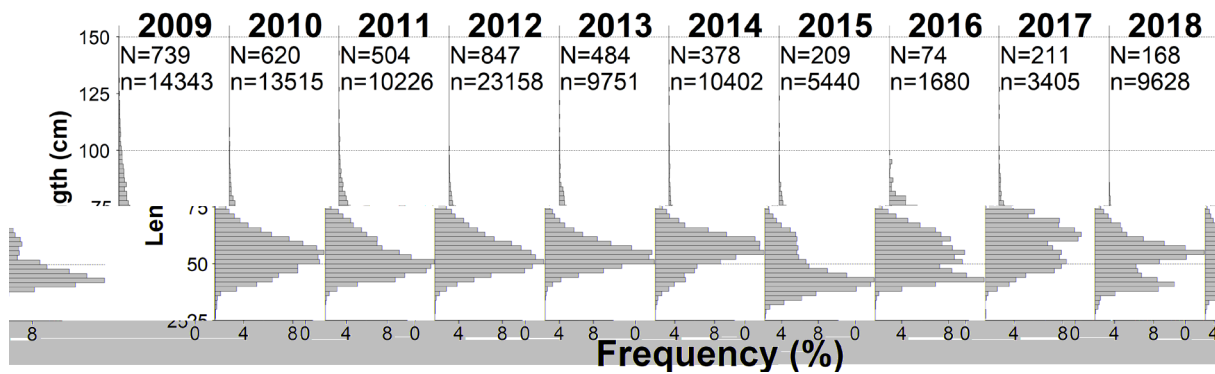 2009 2010 2011 2012 2013 2014 2015 2016 2017 2018
150
N=739 N=620 N=504 N=847 N=484 N=378 N=209 N=74 N=211 N=168
n=14343 n=13515 n=10226 n=23158 n=9751 n=10402 n=5440 n=1680 n=3405 n=9628
125
100
gth (cm)
75
Len
75
50
25
25
8 0 4 8 0 4 8 0 4 8 0 4 8 0 4 8 0 4 8 0 4 8 0 4 8 0 4 8 0 4
Frequency (%)